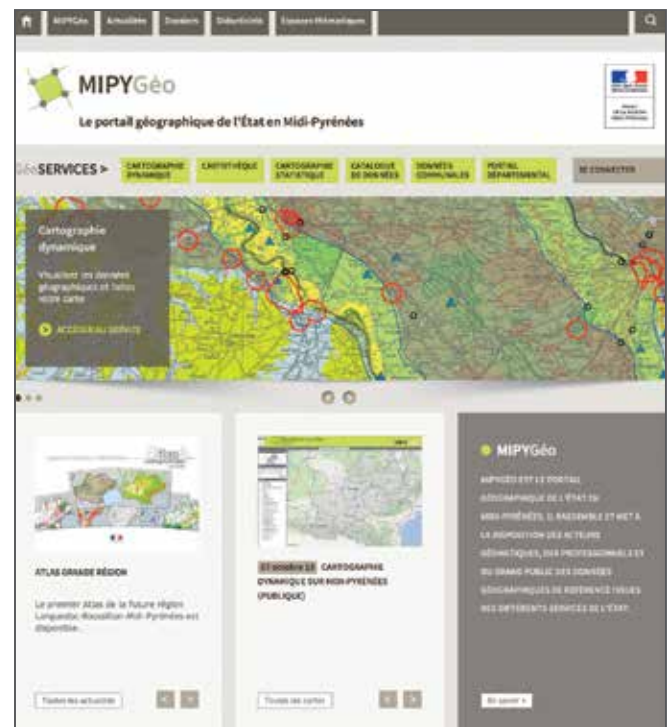 MIPYGéo Actualités Dossiers Espaces thématiques
MIPYGéo
Le portail géographique de l'État en Midi-Pyrénées
GéoSERVICES >
CARTOGRAPHIE
DYNAMIQUE
CARTOTHÈQUE
CARTOGRAPHIE
STATISTIQUE
CATALOGUE
DE DONNÉES
DONNÉES
COMMUNALES
PORTAIL
DÉPARTEMENTAL
SE CONNECTER
Cartographie
dynamique
Visualiser les données
géographiques et faites
votre carte
ACCÉDER AU SERVICE
atlas
ATLAS GRANDE RÉGION
Le premier Atlas de la future région
Languedoc-Roussillon-Midi-Pyrénées est
disponible.
Toutes les actualités
CARTOGRAPHIE
DYNAMIQUE SUR MIDI-PYRÉNÉES
(PUBLIQUE)
Toutes les cartes
MIPYGéo
MIPYGÉO EST LE PORTAIL
GÉOGRAPHIQUE DE L'ÉTAT EN
MIDI-PYRÉNÉES. IL RASSEMBLE ET MET À
LA DISPOSITION DES ACTEURS
GÉOMATIQUES, DES PROFESSIONNELS ET
DU GRAND PUBLIC DES DONNÉES
GÉOGRAPHIQUES DE RÉFÉRENCE ISSUES
DES DIFFÉRENTS SERVICES DE L'ÉTAT.
En savoir +